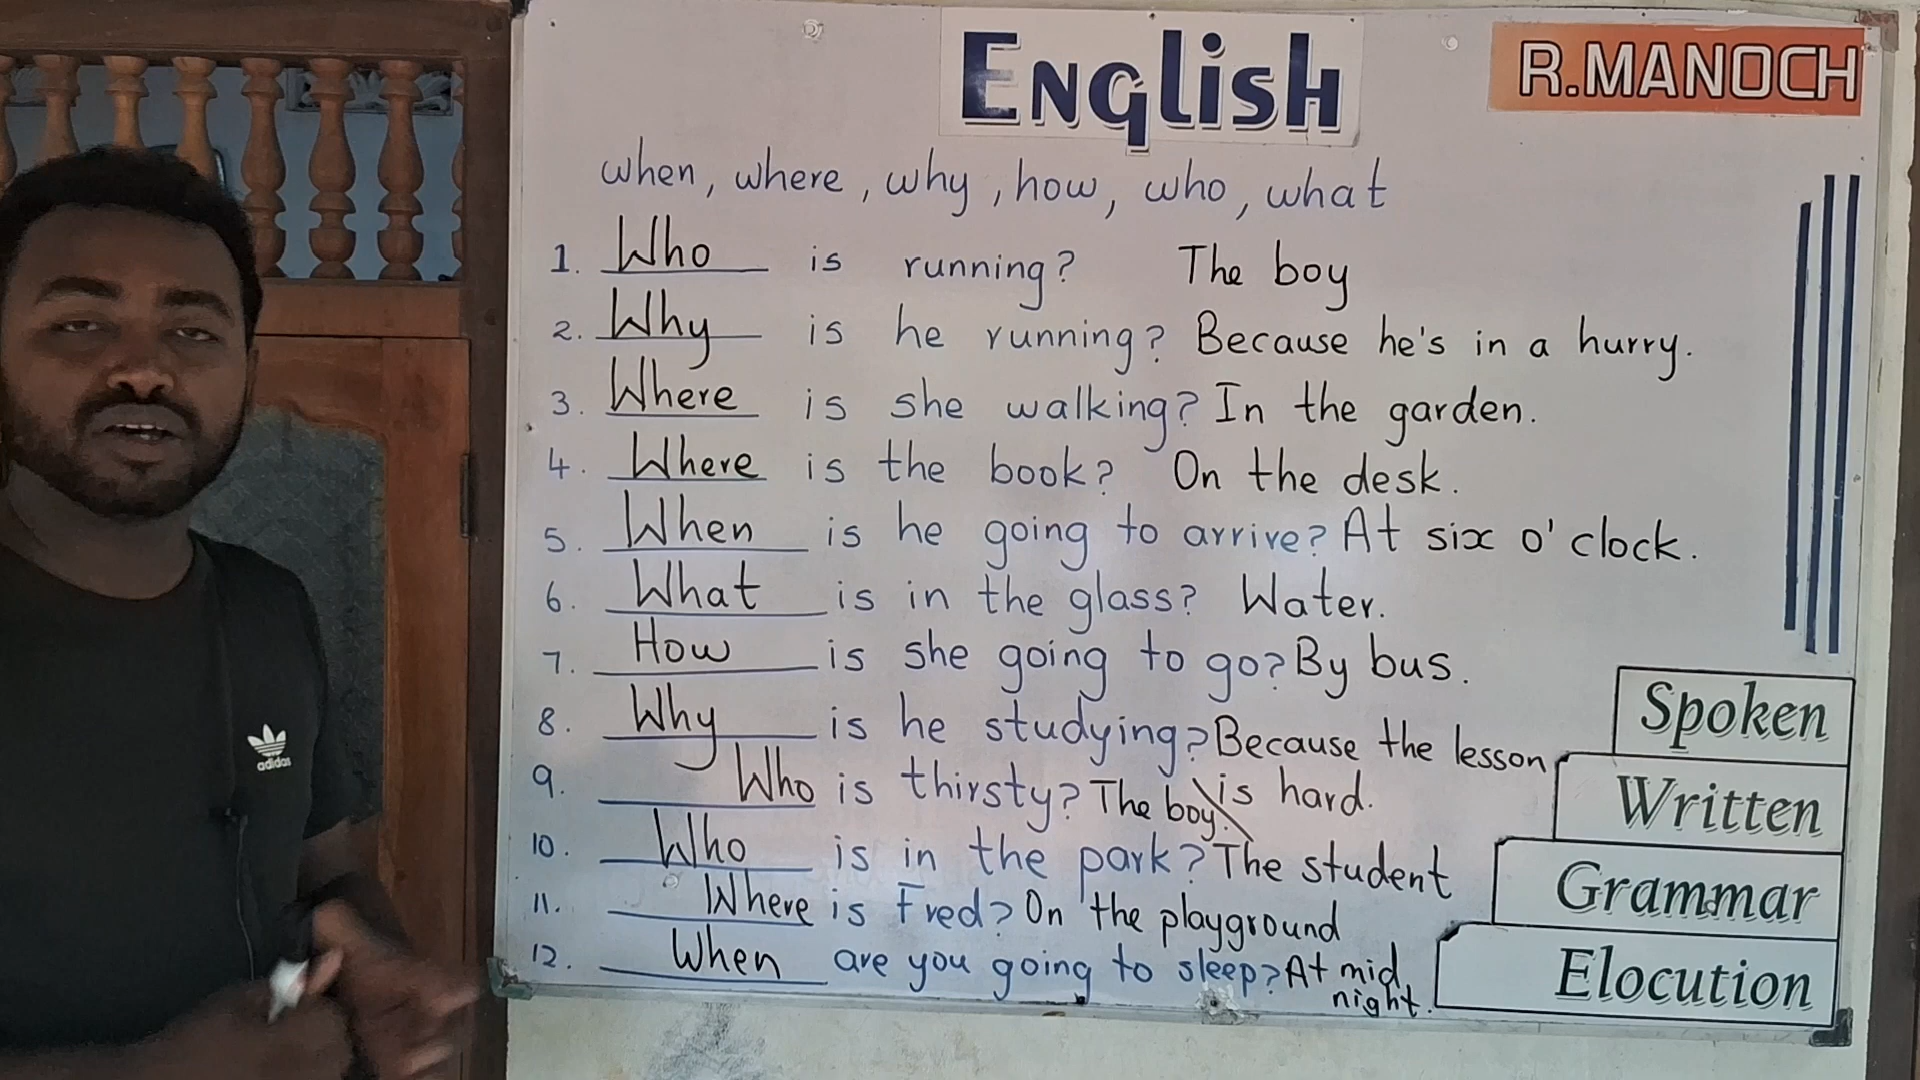 English
R.MANOCH
when, where, why, how, who, what
1. Who is running? The boy
2. Why is he running? Because he's in a hurry.
3. Where is she walking? In the garden.
4. Where is the book? On the desk.
5. When is he going to arrive? At six o'clock.
6. What is in the glass? Water.
7. How is she going to go? By bus.
8. Why is he studying? Because the lesson
is hard.
9. Who is thirsty? The boy.
10. Who is in the park? The student
11. Where is Fred? On the playground
12. When are you going to sleep? At mid
night.
Spoken
Written
Grammar
Elocution
adidas